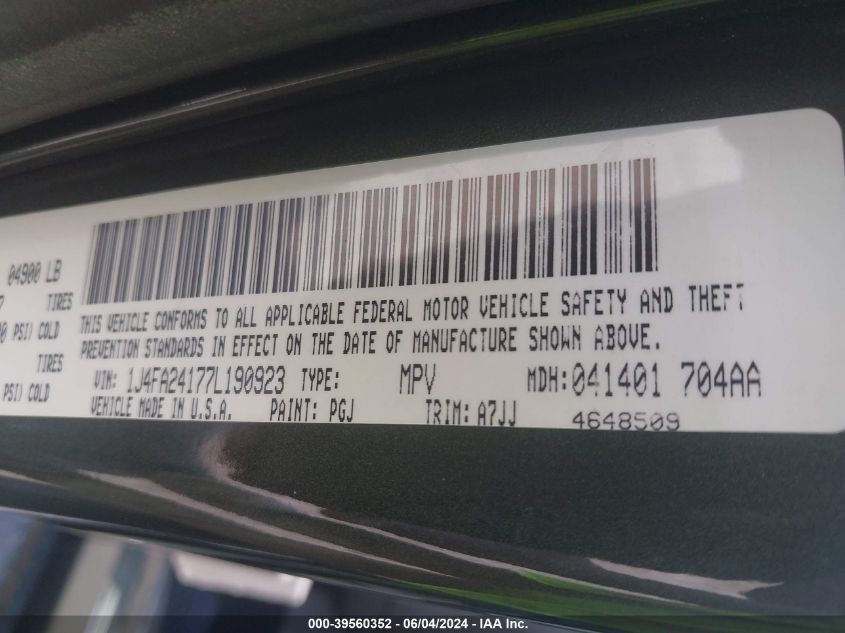 04900 LB
TIRES
PSI) COLD
TIRES
PSI) COLD
THIS VEHICLE CONFORMS TO ALL APPLICABLE FEDERAL MOTOR VEHICLE SAFETY AND THEFT
PREVENTION STANDARDS IN EFFECT ON THE DATE OF MANUFACTURE SHOWN ABOVE.
VIN: 1J4FA24177L190923 TYPE: MPV MDH:041401 704AA
VEHICLE MADE IN U.S.A. PAINT: PGJ TRIM: A7JJ 4648509
000-39560352 - 06/04/2024 - IAA Inc.